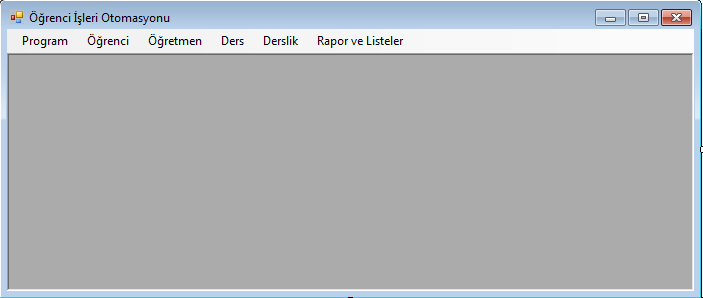 Öğrenci İşleri Otomasyonu
Program Öğrenci Öğretmen Ders Derslik Rapor ve Listeler